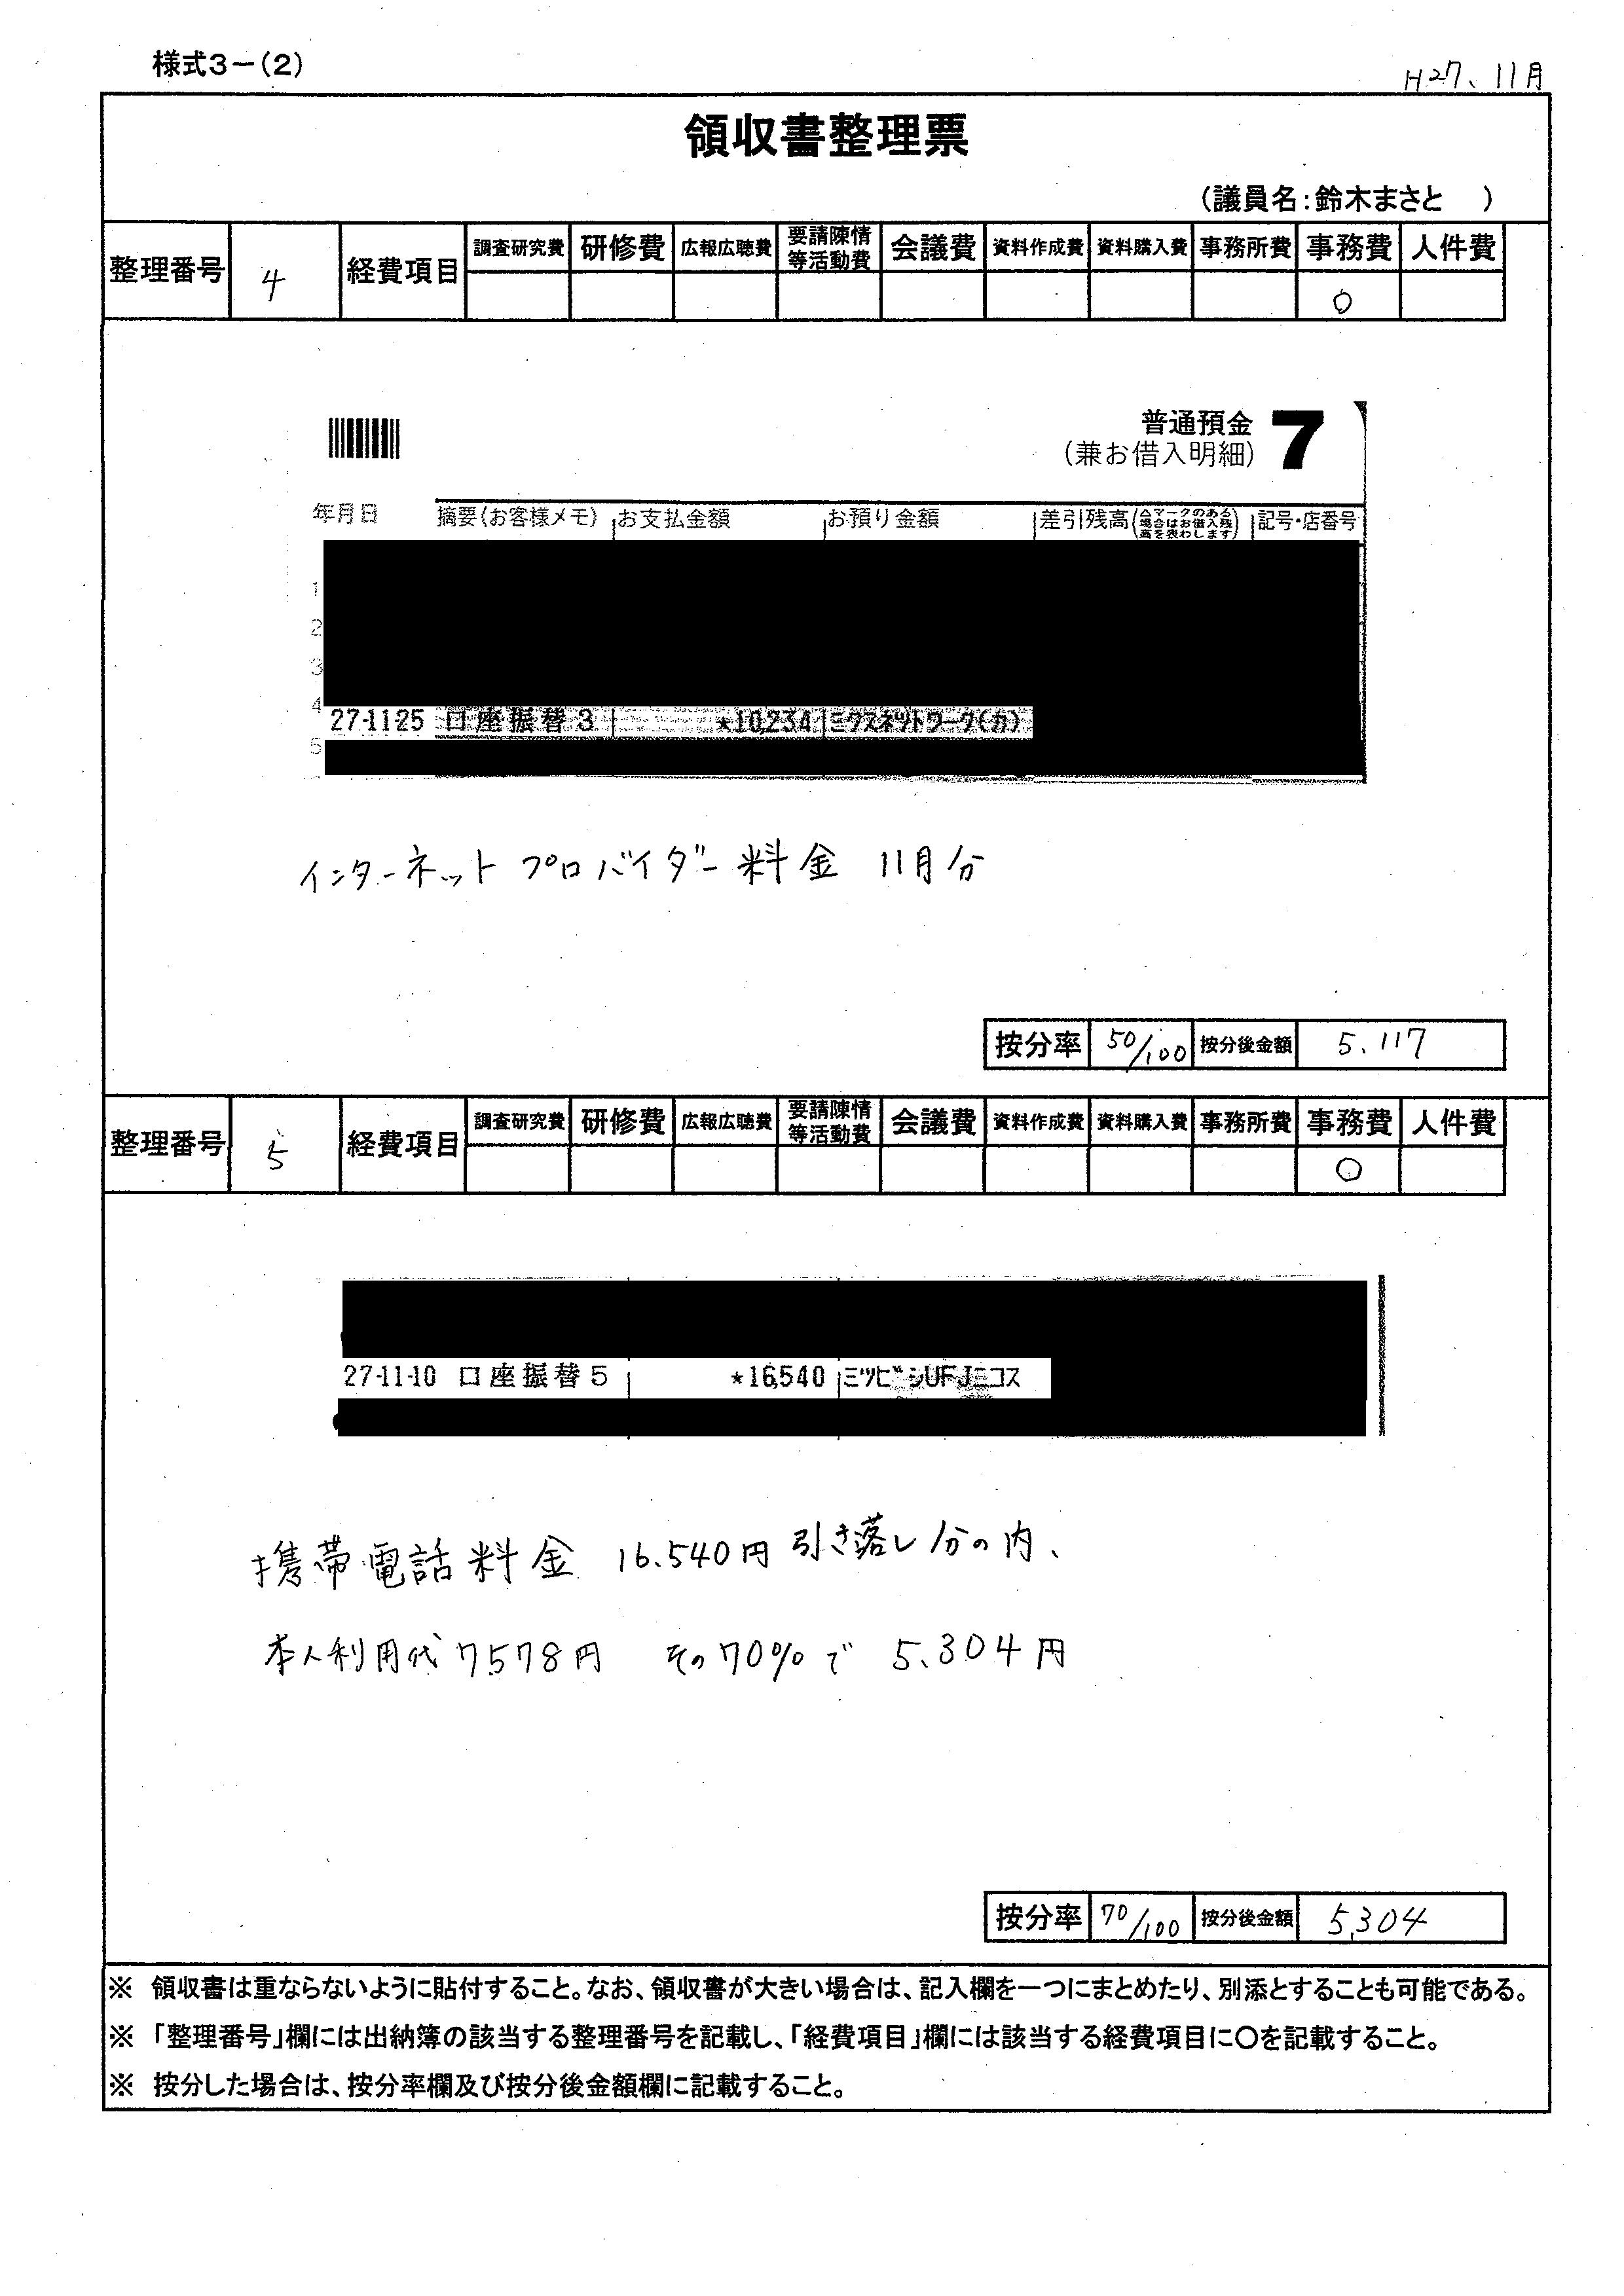 様式3-(2)
H27、11月
領収書整理票
(議員名:鈴木まさと )
整理番号 4 経費項目 調査研究費 研修費 広報広聴費 要請陳情等活動費 会議費 資料作成費 資料購入費 事務所費 事務費 人件費
○
普通預金 7
(兼お借入明細)
年月日 摘要(お客様メモ) お支払金額 お預り金額 差引残高(△マークのある場合はお借入残高を表わします) 記号・店番号
1
2
3
4
27-11-25 口座振替3 *10,234 ミクスネットワーク(カ)
5
インターネット プロバイダー料金 11月分
按分率 50/100 按分後金額 5.117
整理番号 5 経費項目 調査研究費 研修費 広報広聴費 要請陳情等活動費 会議費 資料作成費 資料購入費 事務所費 事務費 人件費
○
27-11-10 口座振替5 *16,540 ミツビシUFJニコス
携帯電話料金 16.540円引き落し分の内、
本人利用代7578円 その70%で 5.304円
按分率 70/100 按分後金額 5,304
※ 領収書は重ならないように貼付すること。なお、領収書が大きい場合は、記入欄を一つにまとめたり、別添とすることも可能である。
※ 「整理番号」欄には出納簿の該当する整理番号を記載し、「経費項目」欄には該当する経費項目に○を記載すること。
※ 按分した場合は、按分率欄及び按分後金額欄に記載すること。